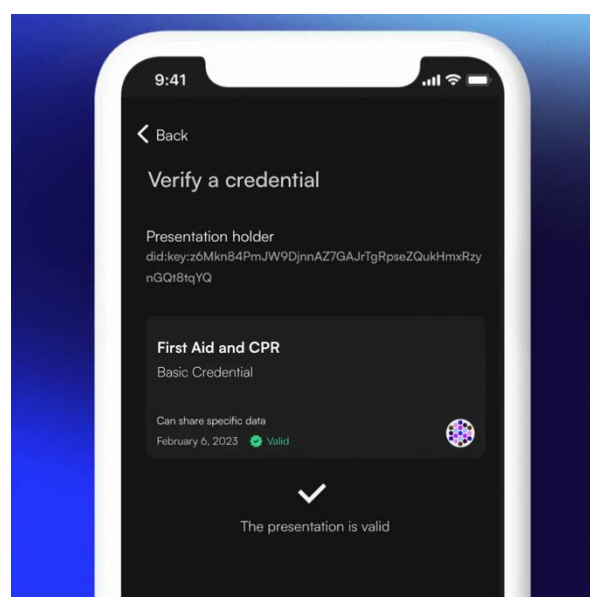 9:41
Back
Verify a credential
Presentation holder
did:key:z6Mkn84PmJW9DjnnAZ7GAJrTgRpseZQukHmxRzy
nGQt8tqYQ
First Aid and CPR
Basic Credential
Can share specific data
February 6, 2023 Valid
The presentation is valid